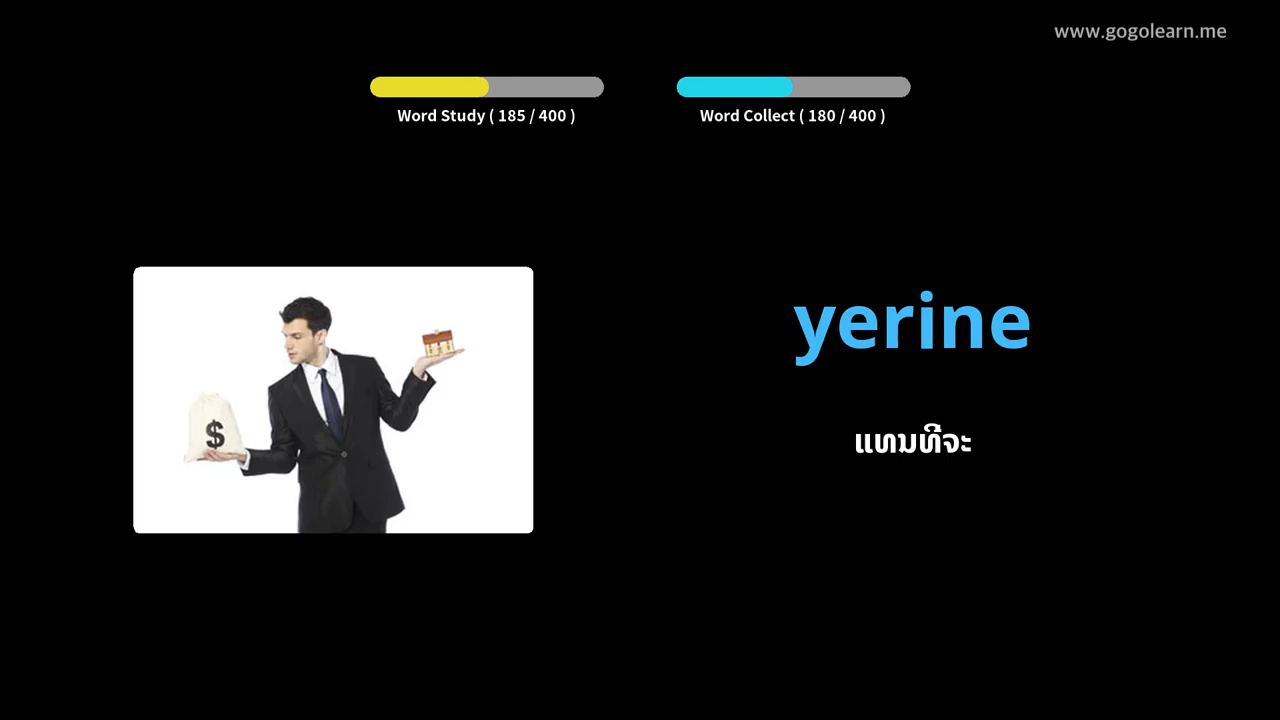 www.gogolearn.me
Word Study ( 185 / 400 )
Word Collect ( 180 / 400 )
$
yerine
ແທນທີ່ຈະ